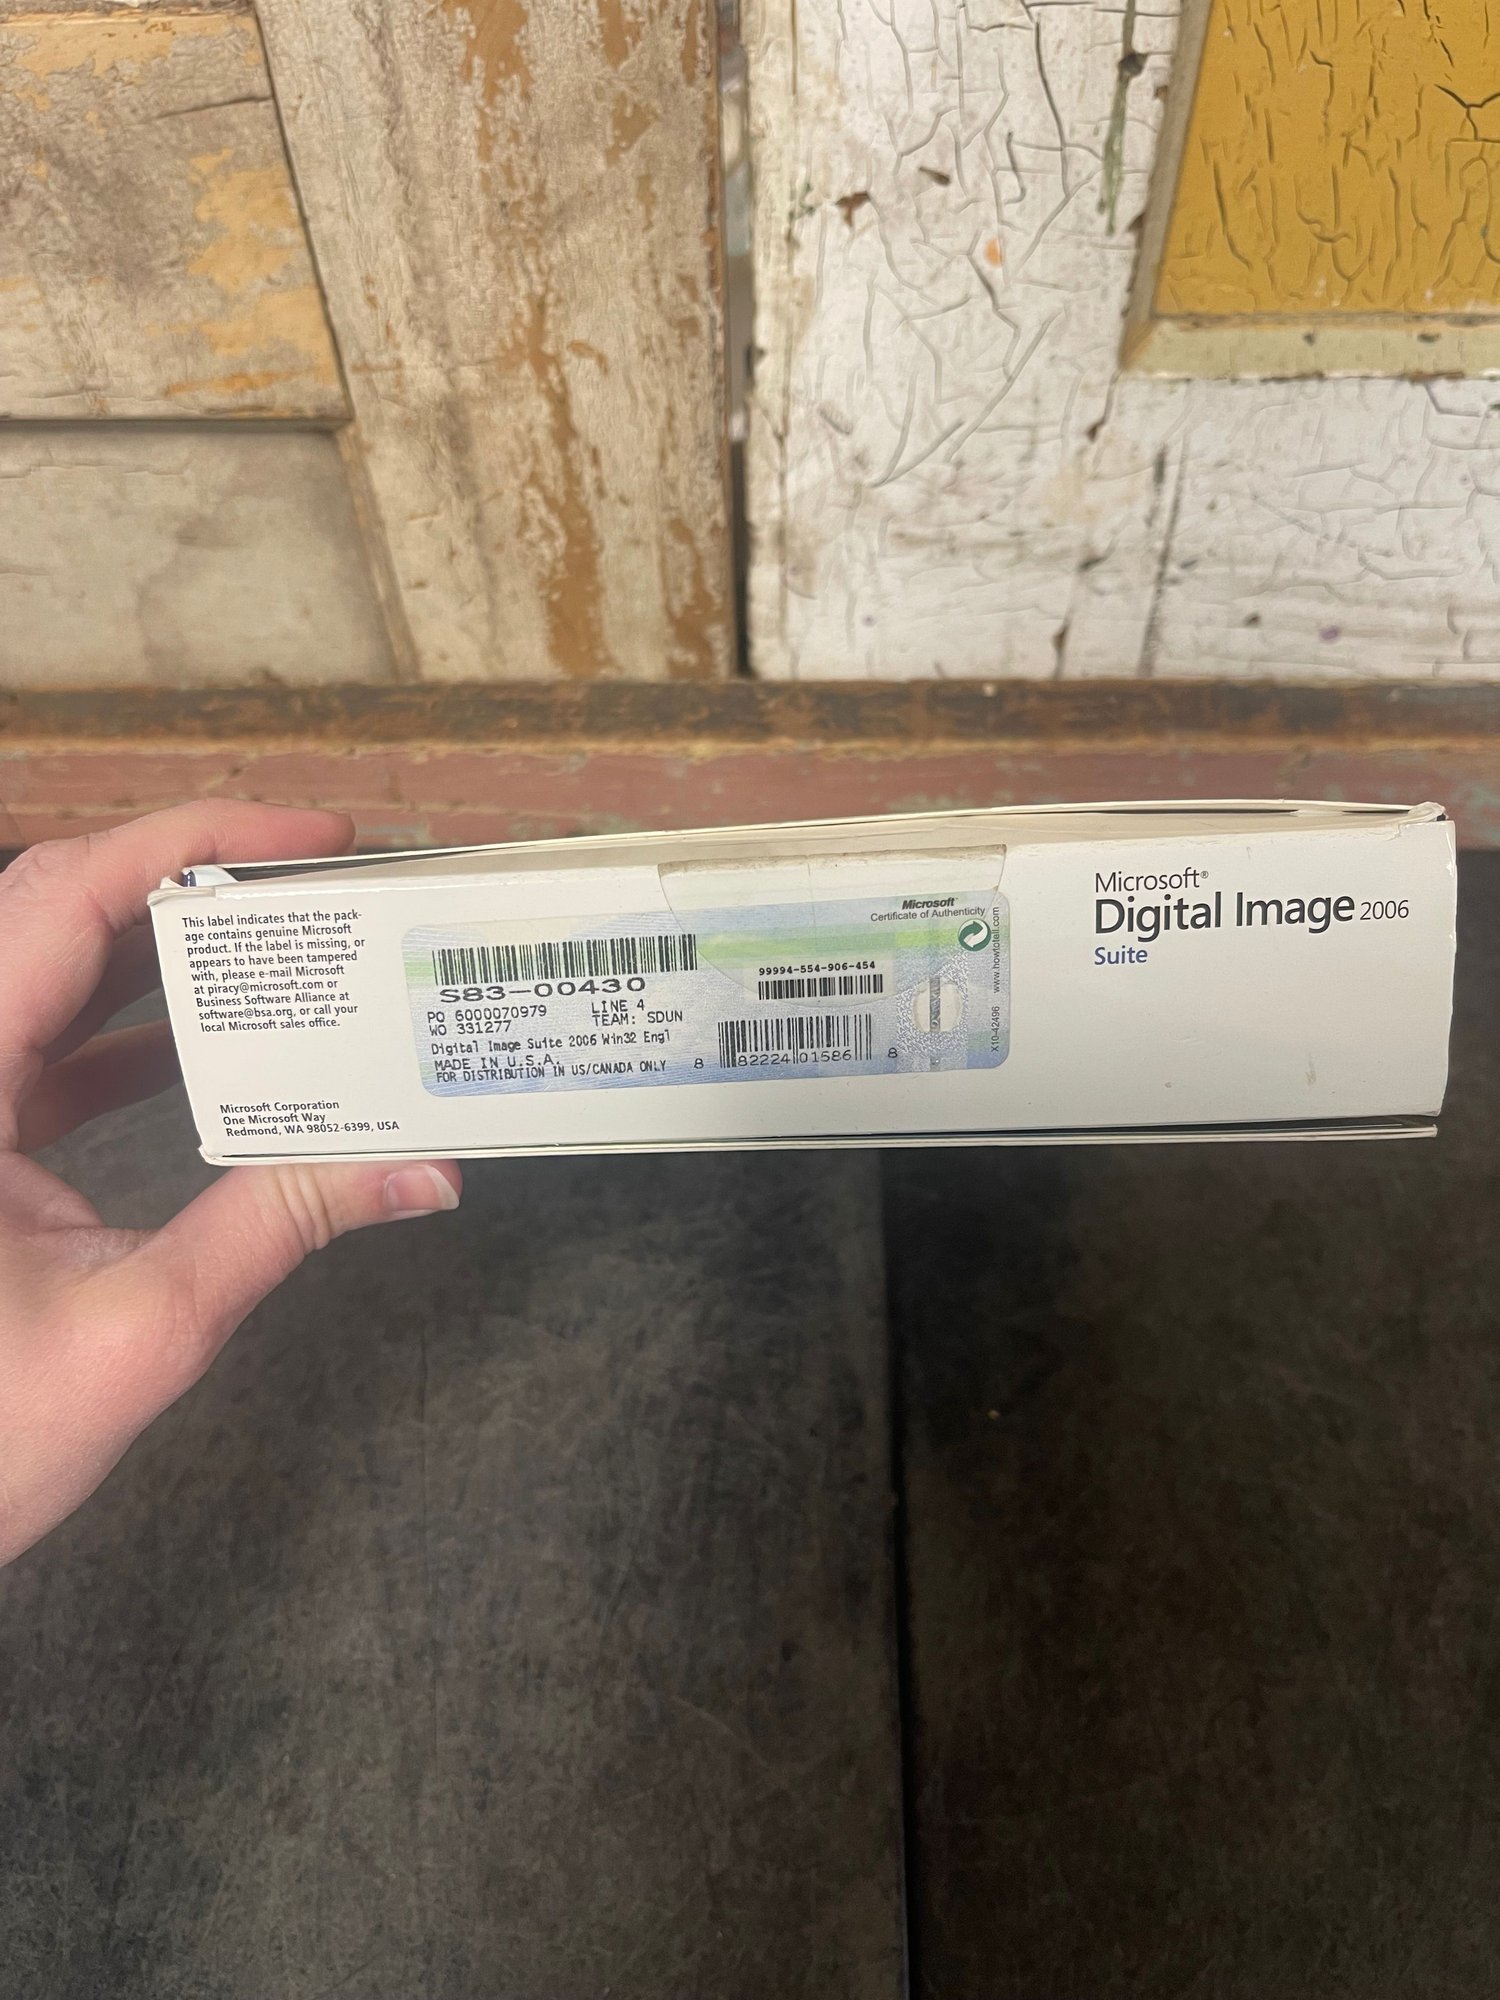 This label indicates that the pack-
age contains genuine Microsoft
product. If the label is missing, or
appears to have been tampered
with, please e-mail Microsoft
at piracy@microsoft.com or
Business Software Alliance at
software@bsa.org, or call your
local Microsoft sales office.
Microsoft Corporation
One Microsoft Way
Redmond, WA 98052-6399, USA
S83-00430
PO 6000070979 LINE 4
WO 331277 TEAM: SDUN
Digital Image Suite 2006 Win32 Engl
MADE IN U.S.A.
FOR DISTRIBUTION IN US/CANADA ONLY
Microsoft
Certificate of Authenticity
99994-554-906-454
8 82224 01586 8
www.howtotell.com
X10-42496
Microsoft®
Digital Image 2006
Suite